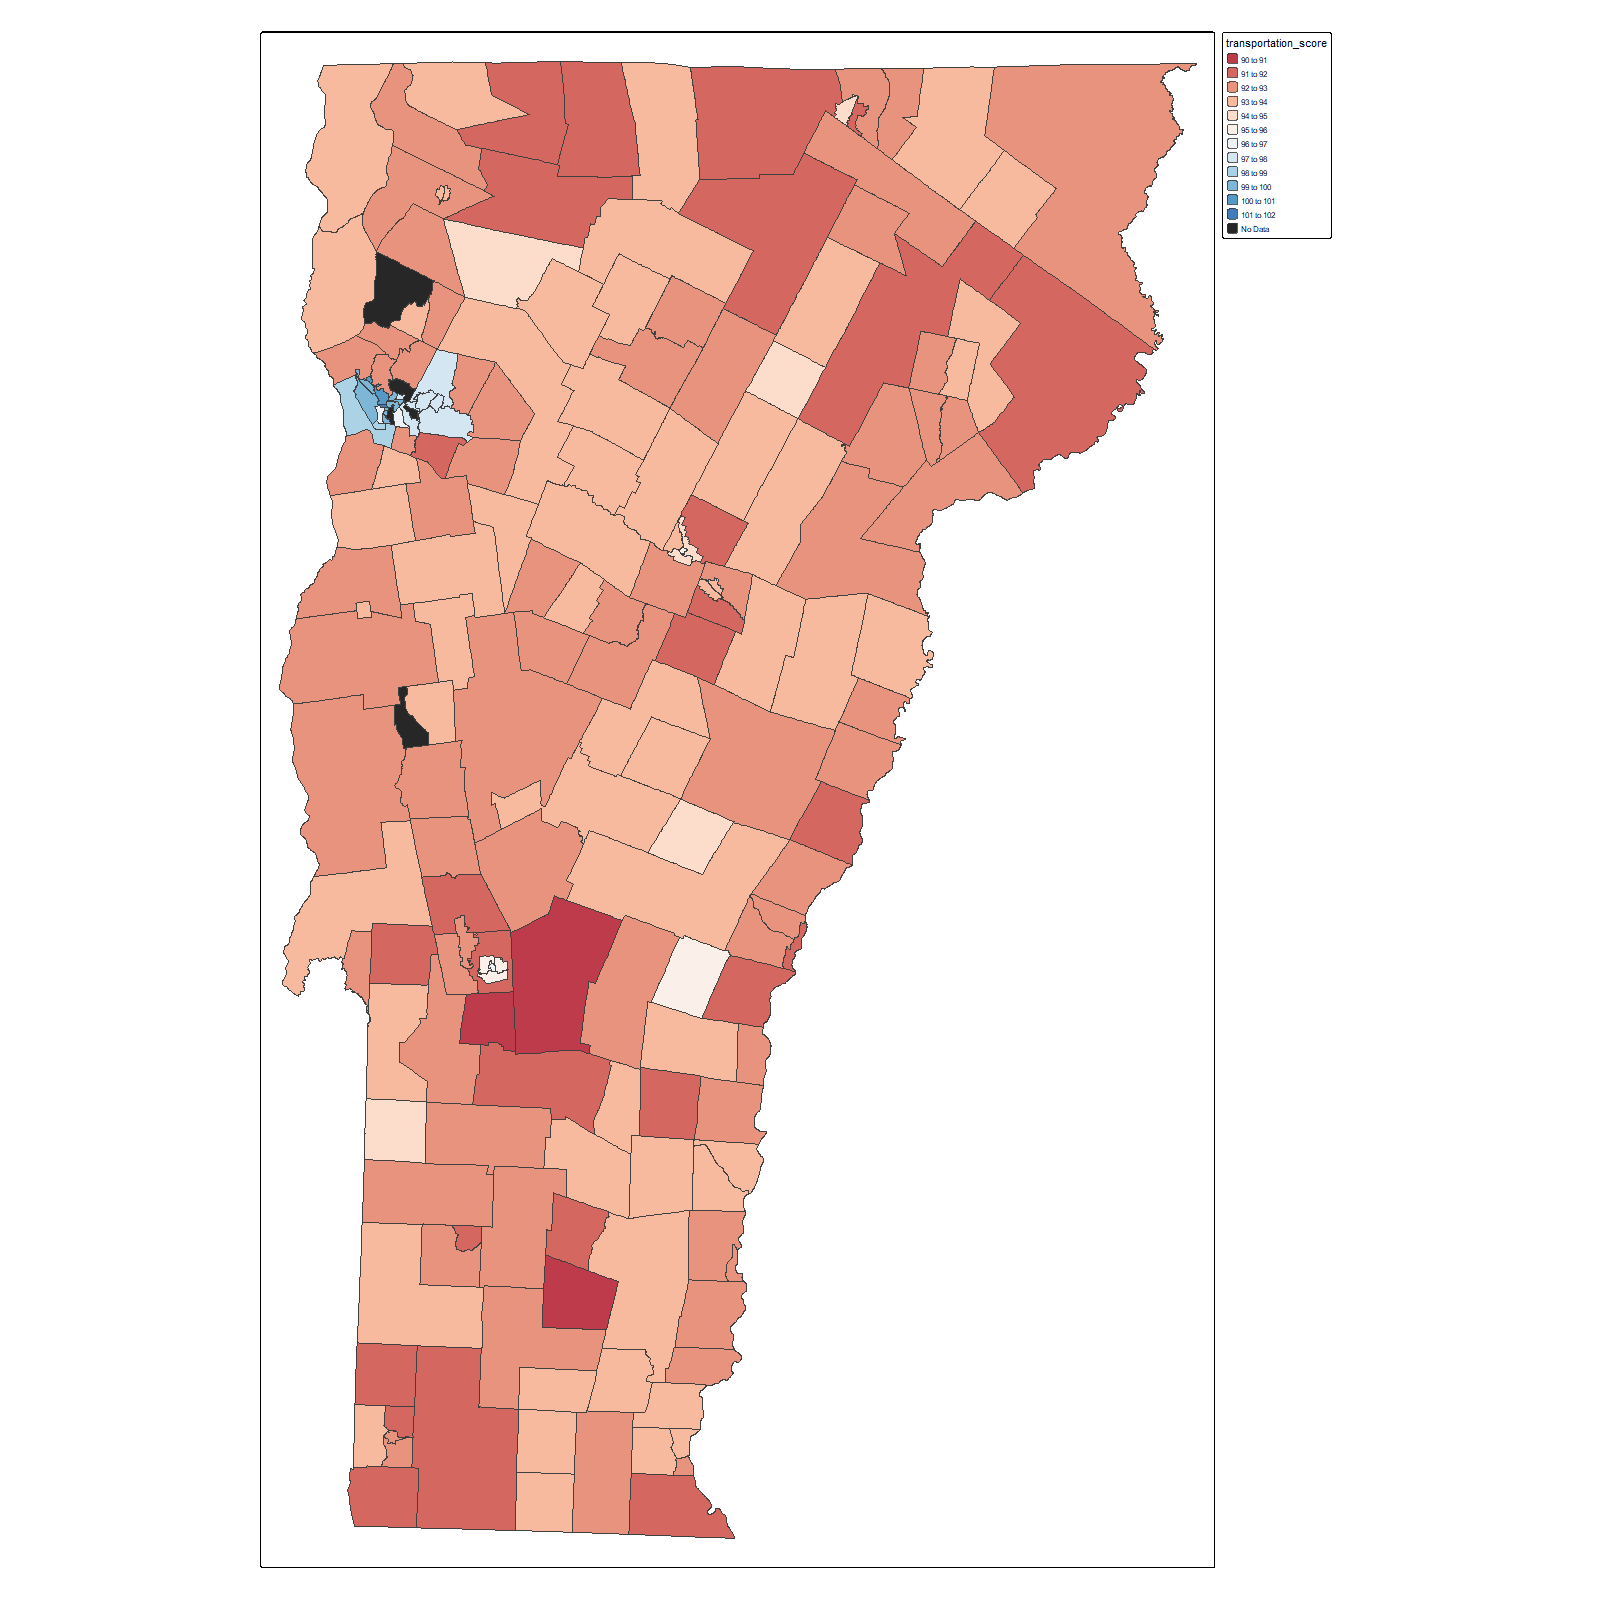 transportation_score
90 to 91
91 to 92
92 to 93
93 to 94
94 to 95
95 to 96
96 to 97
97 to 98
98 to 99
99 to 100
100 to 101
101 to 102
No Data